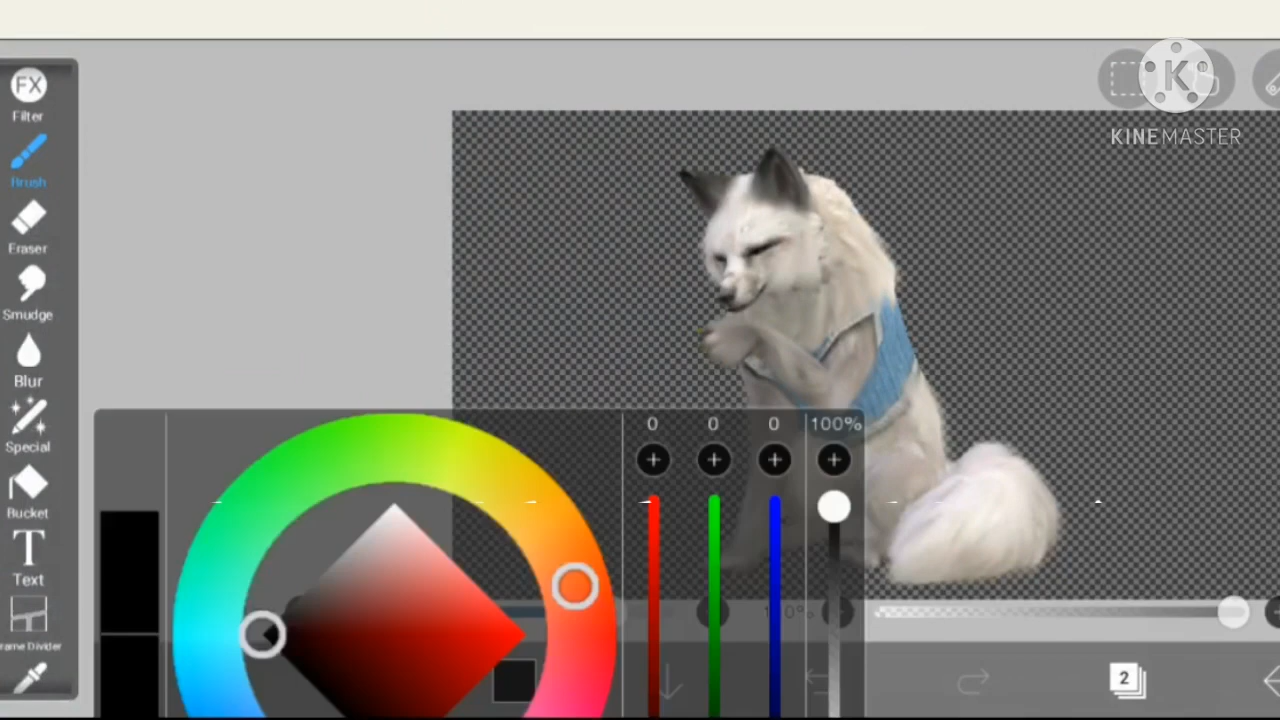 FX
Filter
Brush
Eraser
Smudge
Blur
Special
Bucket
T
Text
rame Divider
K
KINEMASTER
0
0
0
100%
2